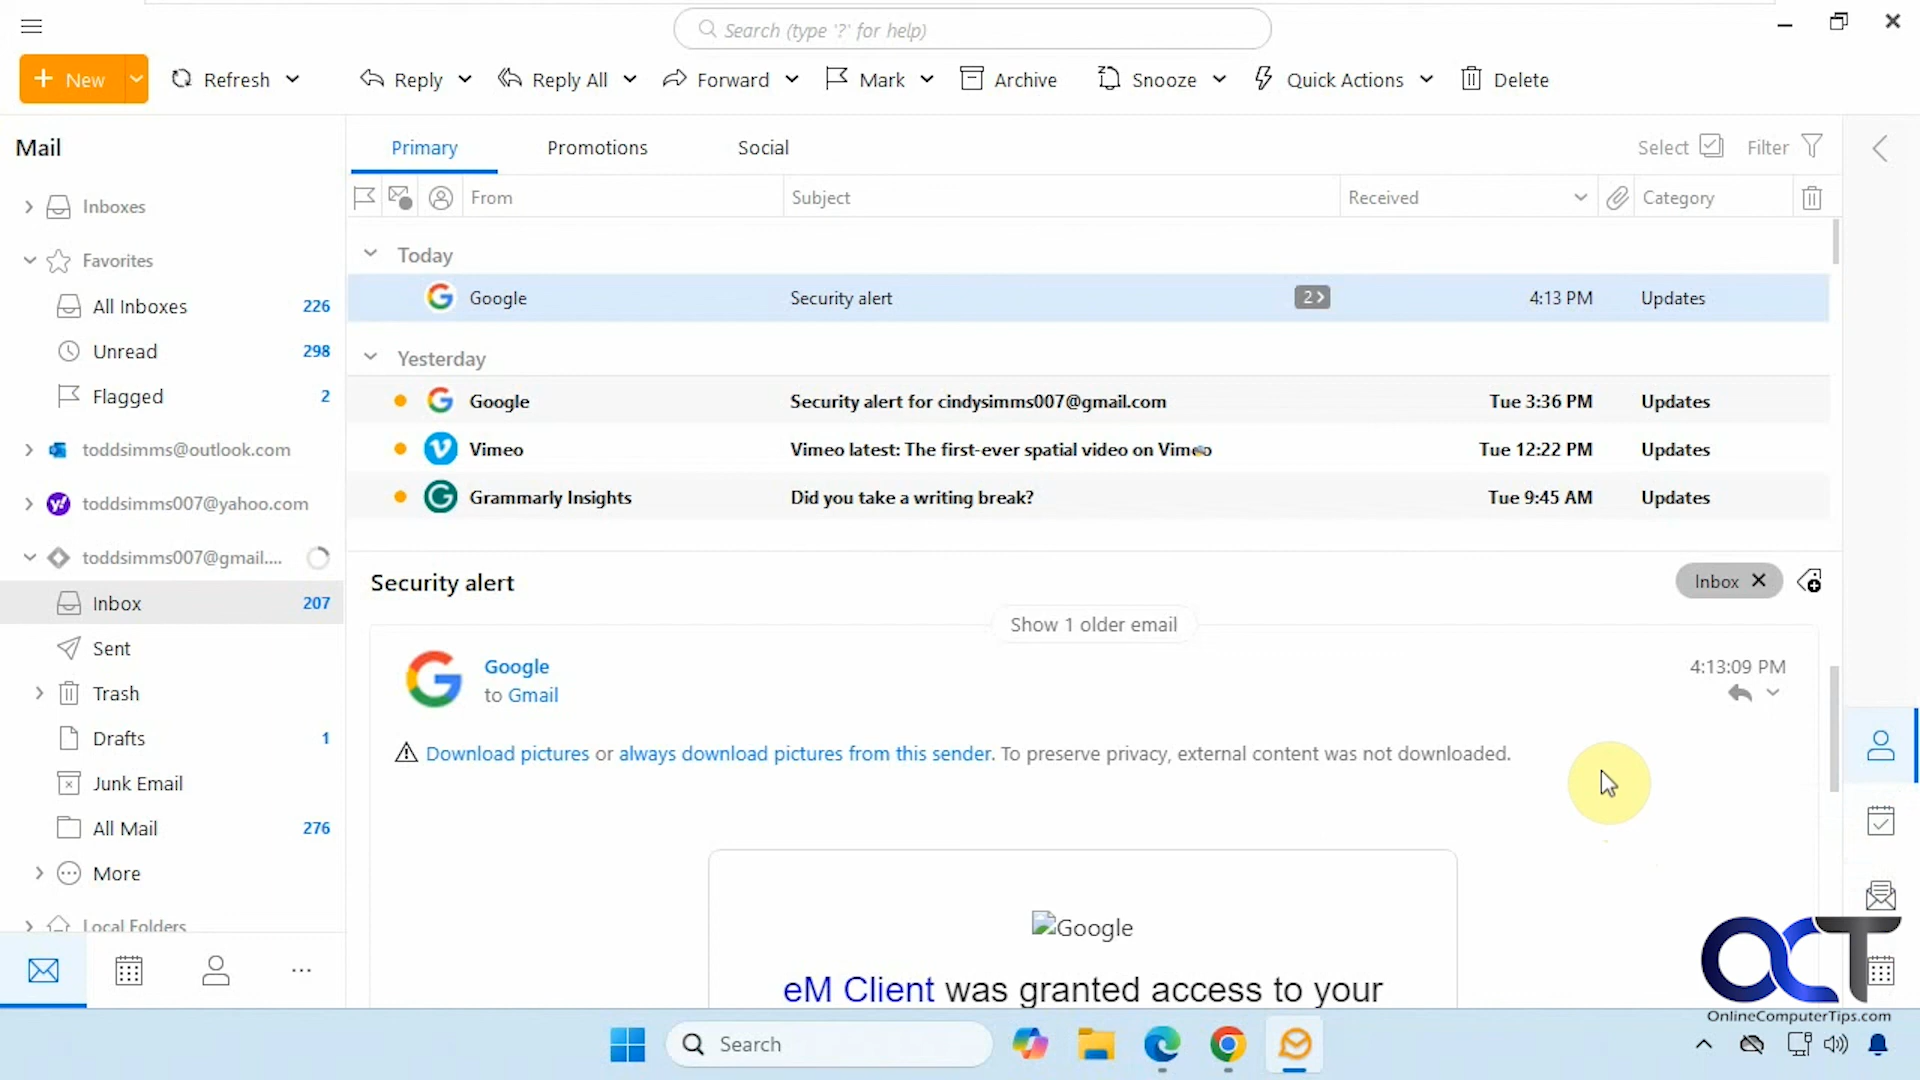 Search (type '?' for help)
New
Refresh
Reply
Reply All
Forward
Mark
Archive
Snooze
Quick Actions
Delete
Mail
Primary
Promotions
Social
Select
Filter
From
Subject
Received
Category
Inboxes
Favorites
All Inboxes 226
Unread 298
Flagged 2
toddsimms@outlook.com
toddsimms007@yahoo.com
toddsimms007@gmail....
Inbox 207
Sent
Trash
Drafts 1
Junk Email
All Mail 276
More
Local Folders
Today
Google Security alert 2 4:13 PM Updates
Yesterday
Google Security alert for cindysimms007@gmail.com Tue 3:36 PM Updates
Vimeo Vimeo latest: The first-ever spatial video on Vimeo Tue 12:22 PM Updates
Grammarly Insights Did you take a writing break? Tue 9:45 AM Updates
Security alert
Inbox
Show 1 older email
Google
4:13:09 PM
to Gmail
Download pictures or always download pictures from this sender. To preserve privacy, external content was not downloaded.
Google
eM Client was granted access to your
OCT
OnlineComputerTips.com
Search